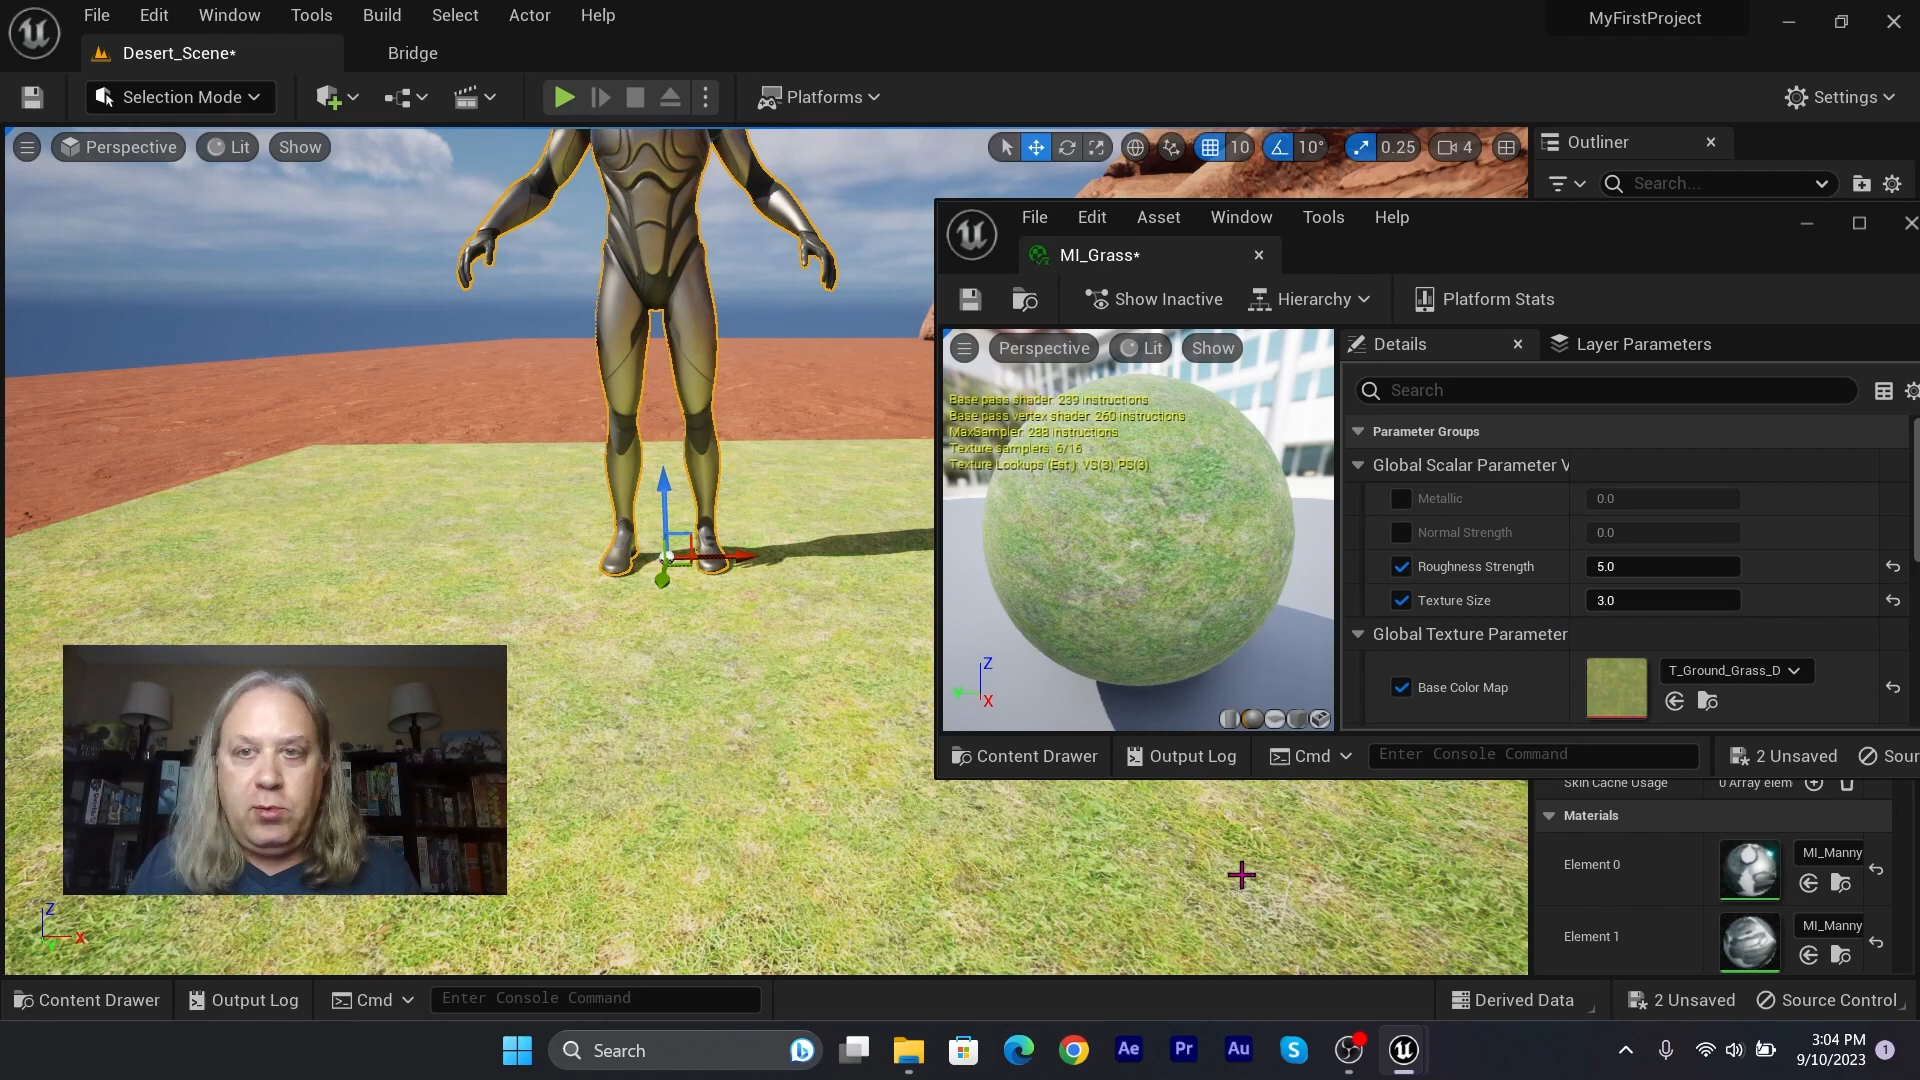 File Edit Window Tools Build Select Actor Help
MyFirstProject
Desert_Scene*
Bridge
Selection Mode
Platforms
Settings
Perspective
Lit
Show
10
10°
0.25
4
Outliner
Search...
File Edit Asset Window Tools Help
MI_Grass*
Show Inactive
Hierarchy
Platform Stats
Perspective
Lit
Show
Base pass shader: 239 instructions
Base pass vertex shader: 260 instructions
MaxSampler: 288 instructions
Texture samplers: 6/16
Texture Lookups (Est.): VS(3), PS(3)
Z
Y
X
Details
Layer Parameters
Search
Parameter Groups
Global Scalar Parameter V
Metallic
0.0
Normal Strength
0.0
Roughness Strength
5.0
Texture Size
3.0
Global Texture Parameter
Base Color Map
T_Ground_Grass_D
Content Drawer
Output Log
Cmd
Enter Console Command
2 Unsaved
Sour
Skin Cache Usage
0 Array elem
Materials
Element 0
MI_Manny
Element 1
MI_Manny
Z
X
Y
Content Drawer
Output Log
Cmd
Enter Console Command
Derived Data
2 Unsaved
Source Control
Search
Ae
Pr
Au
3:04 PM
9/10/2023
1